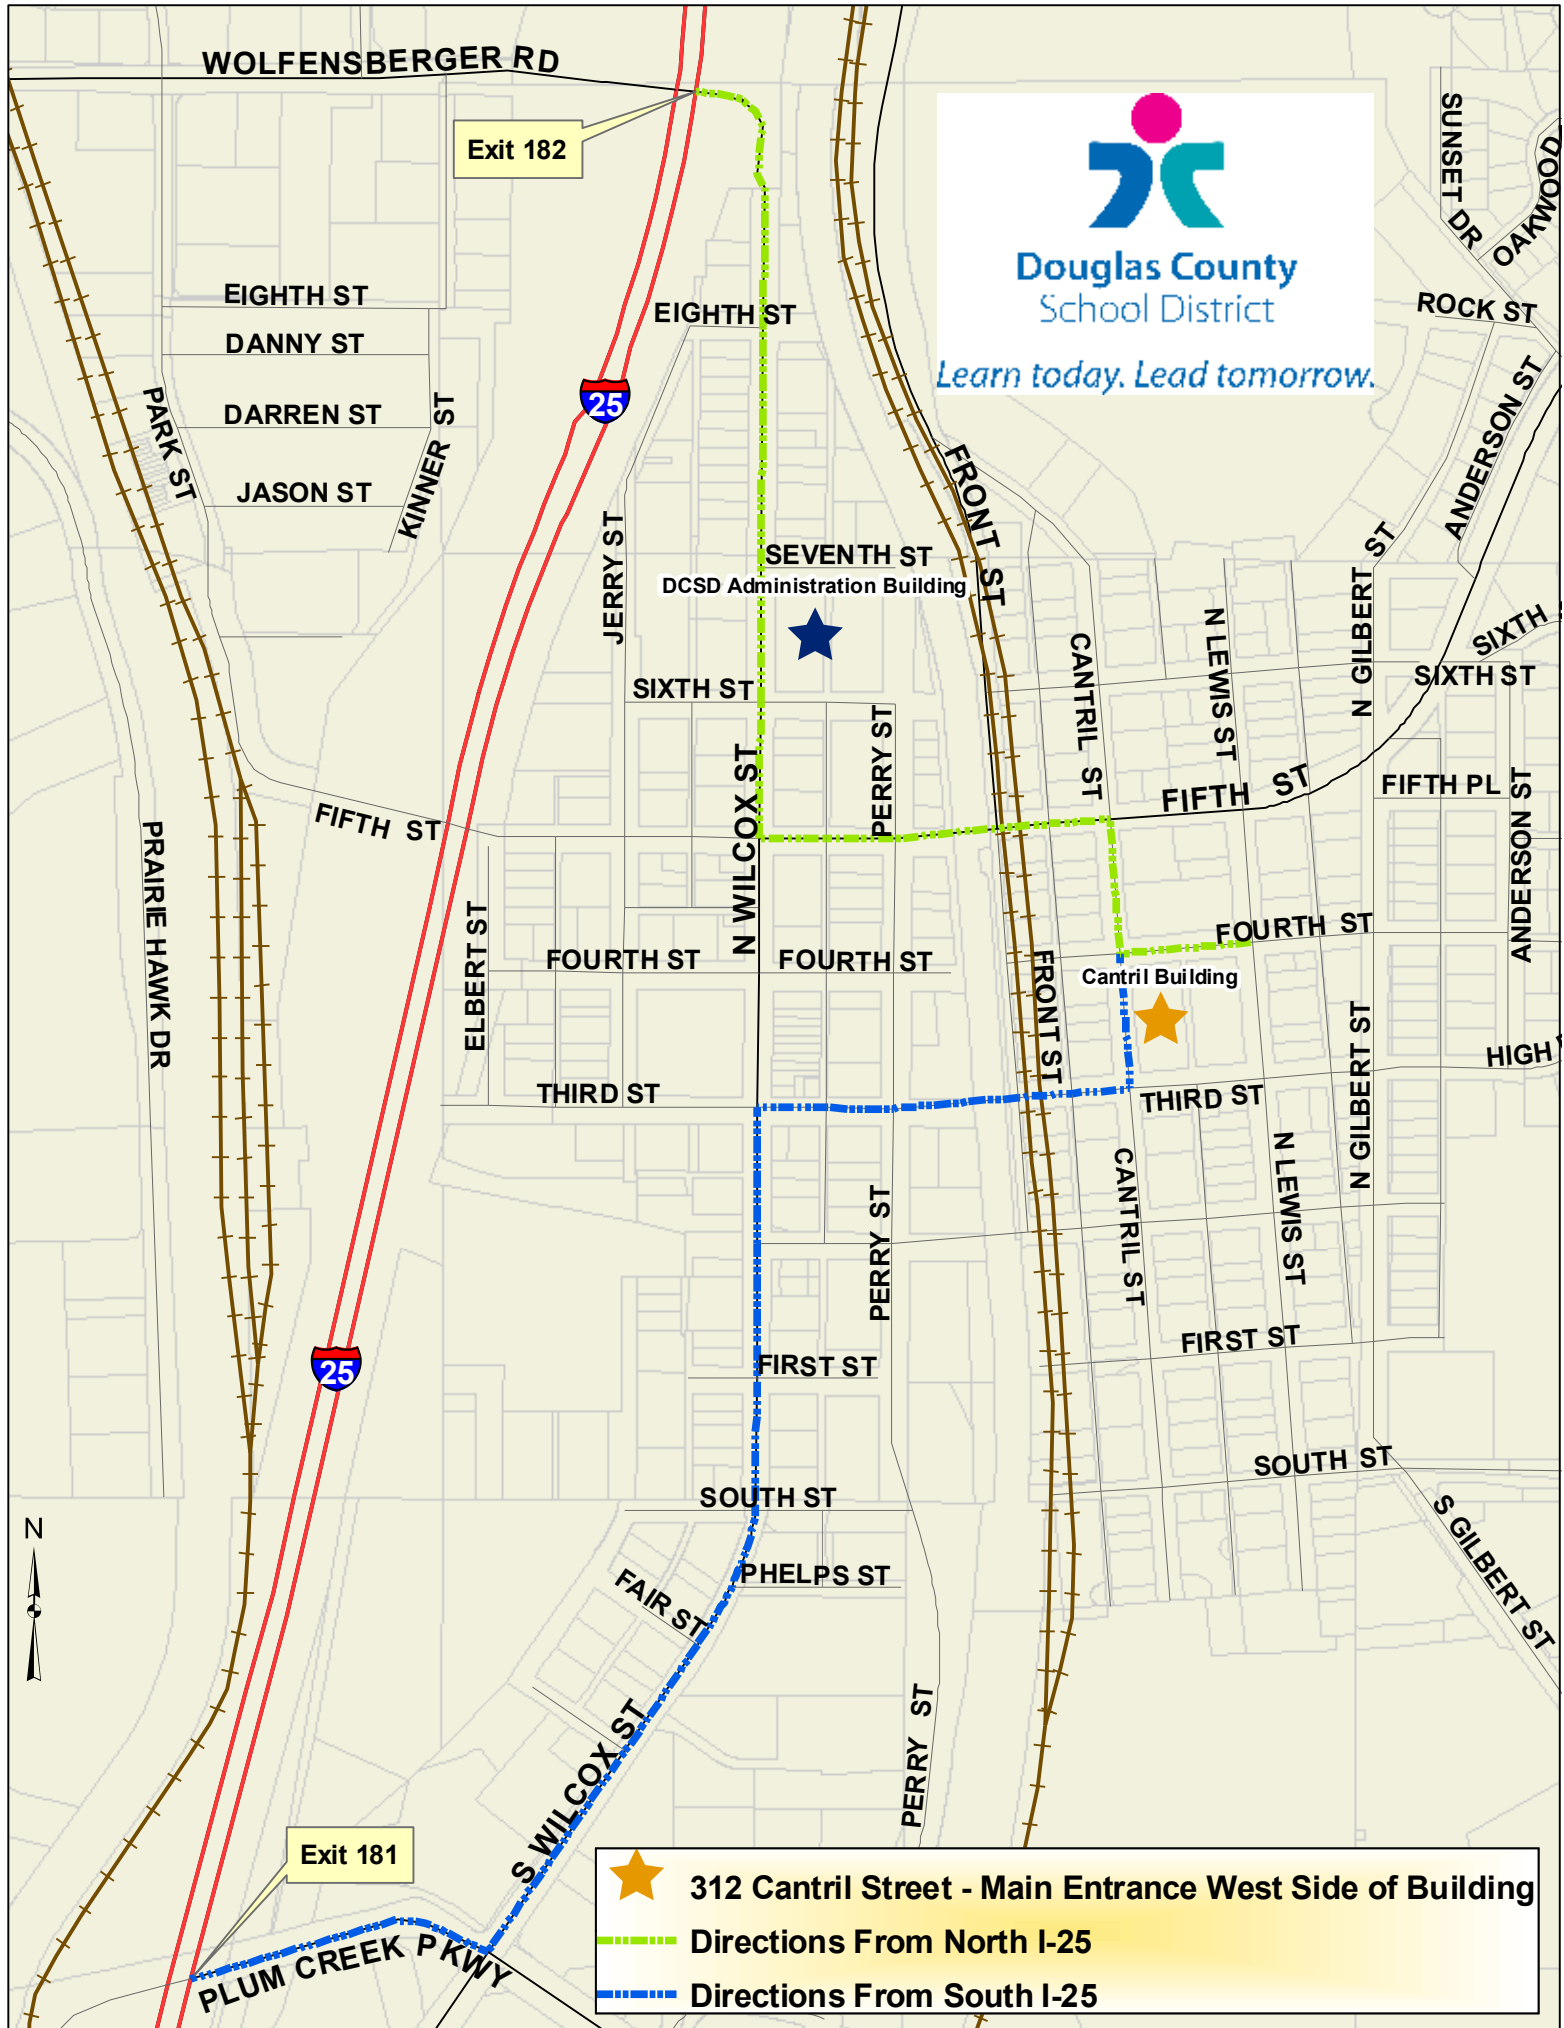 WOLFENSBERGER RD
Exit 182
Douglas County
School District
Learn today. Lead tomorrow.
SUNSET DR
OAKWOOD
ROCK ST
ANDERSON ST
EIGHTH ST
DANNY ST
DARREN ST
JASON ST
PARK ST
KINNER ST
EIGHTH ST
25
JERRY ST
SEVENTH ST
DCSD Administration Building
FRONT ST
SIXTH ST
N WILCOX ST
PERRY ST
CANTRIL ST
N LEWIS ST
N GILBERT ST
SIXTH
SIXTH ST
FIFTH ST
FIFTH PL
ANDERSON ST
FIFTH ST
PRAIRIE HAWK DR
ELBERT ST
FOURTH ST
FOURTH ST
FOURTH ST
Cantril Building
FRONT ST
THIRD ST
THIRD ST
N GILBERT ST
HIGH
PERRY ST
CANTRIL ST
N LEWIS ST
25
FIRST ST
FIRST ST
SOUTH ST
SOUTH ST
S GILBERT ST
N
PHELPS ST
FAIR ST
S WILCOX ST
PERRY ST
Exit 181
PLUM CREEK PKWY
312 Cantril Street - Main Entrance West Side of Building
Directions From North I-25
Directions From South I-25